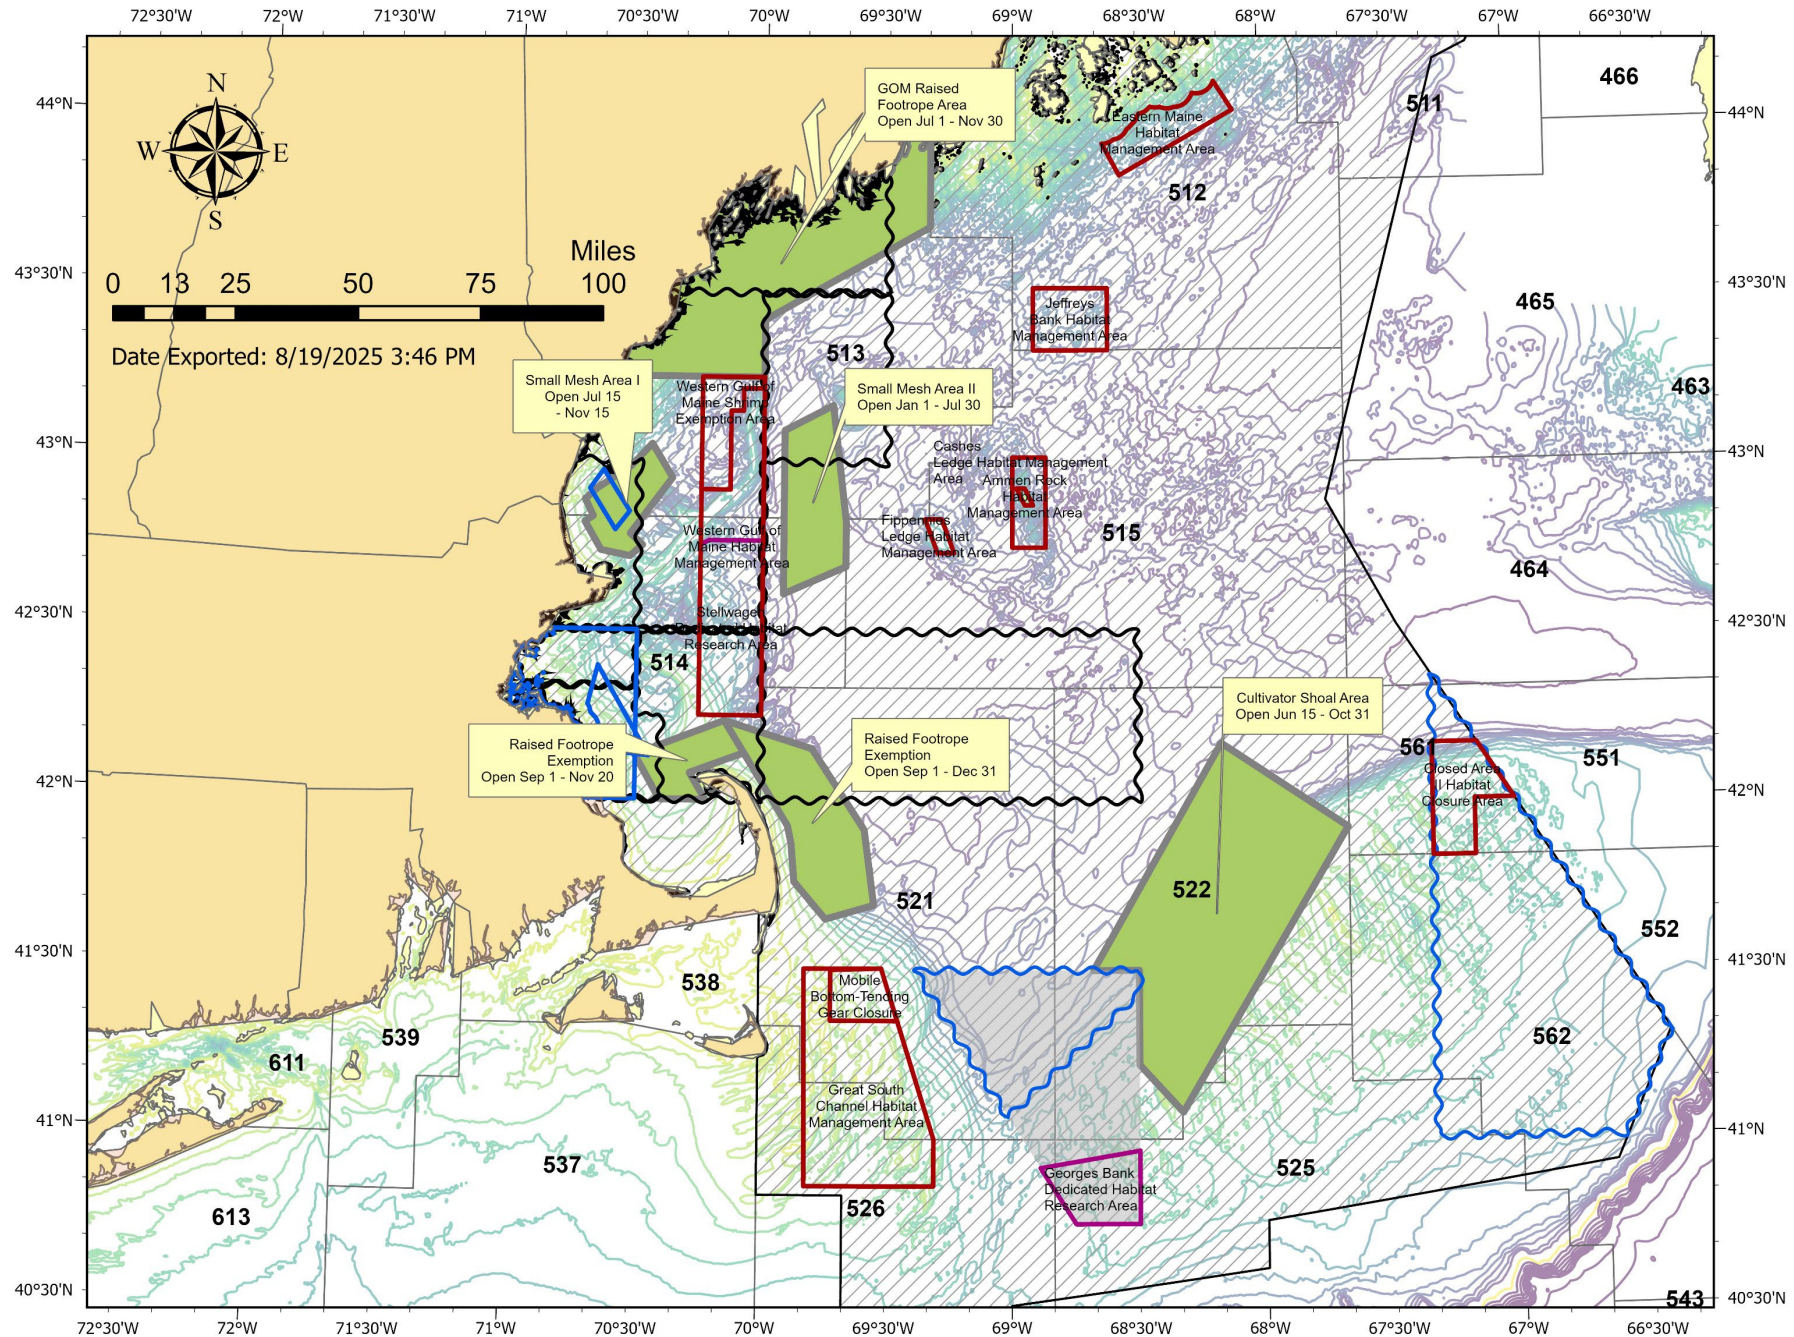 72°30'W 72°W 71°30'W 71°W 70°30'W 70°W 69°30'W 69°W 68°30'W 68°W 67°30'W 67°W 66°30'W
44°N
44°N
43°30'N
43°30'N
43°N
43°N
42°30'N
42°30'N
42°N
42°N
41°30'N
41°30'N
41°N
41°N
40°30'N
40°30'N
N
W
E
S
Miles
0 13 25 50 75 100
Date Exported: 8/19/2025 3:46 PM
GOM Raised
Footrope Area
Open Jul 1 - Nov 30
Eastern Maine
Habitat
Management Area
466
511
512
465
463
Jeffreys
Bank Habitat
Management Area
513
Small Mesh Area I
Open Jul 15
- Nov 15
Western Gulf of
Maine Shrimp
Exemption Area
Small Mesh Area II
Open Jan 1 - Jul 30
Cashes
Ledge Habitat Management
Area
Ammen Rock
Habitat
Management Area
Fippennies
Ledge Habitat
Management Area
515
464
Western Gulf of
Maine Habitat
Management Area
Stellwagen
Dedicated Habitat
Research Area
514
Cultivator Shoal Area
Open Jun 15 - Oct 31
Raised Footrope
Exemption
Open Sep 1 - Nov 20
Raised Footrope
Exemption
Open Sep 1 - Dec 31
561
551
Closed Area
II Habitat
Closure Area
522
521
552
538
Mobile
Bottom-Tending
Gear Closure
539
611
562
Great South
Channel Habitat
Management Area
537
525
Georges Bank
Dedicated Habitat
Research Area
613
526
543
72°30'W 72°W 71°30'W 71°W 70°30'W 70°W 69°30'W 69°W 68°30'W 68°W 67°30'W 67°W 66°30'W